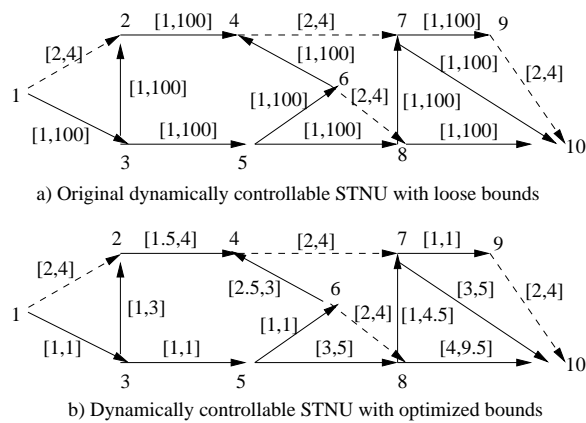 2 [1,100] 4 [2,4] 7 [1,100] 9
[2,4] [1,100] 6 [1,100] [2,4]
1 [1,100] [1,100] [2,4] [1,100]
[1,100] [1,100] [1,100] [1,100]
3 5 8 10
a) Original dynamically controllable STNU with loose bounds
2 [1.5,4] 4 [2,4] 7 [1,1] 9
[2,4] [2.5,3] 6 [3,5] [2,4]
1 [1,3] [1,1] [2,4] [1,4.5]
[1,1] [1,1] [3,5] [4,9.5]
3 5 8 10
b) Dynamically controllable STNU with optimized bounds